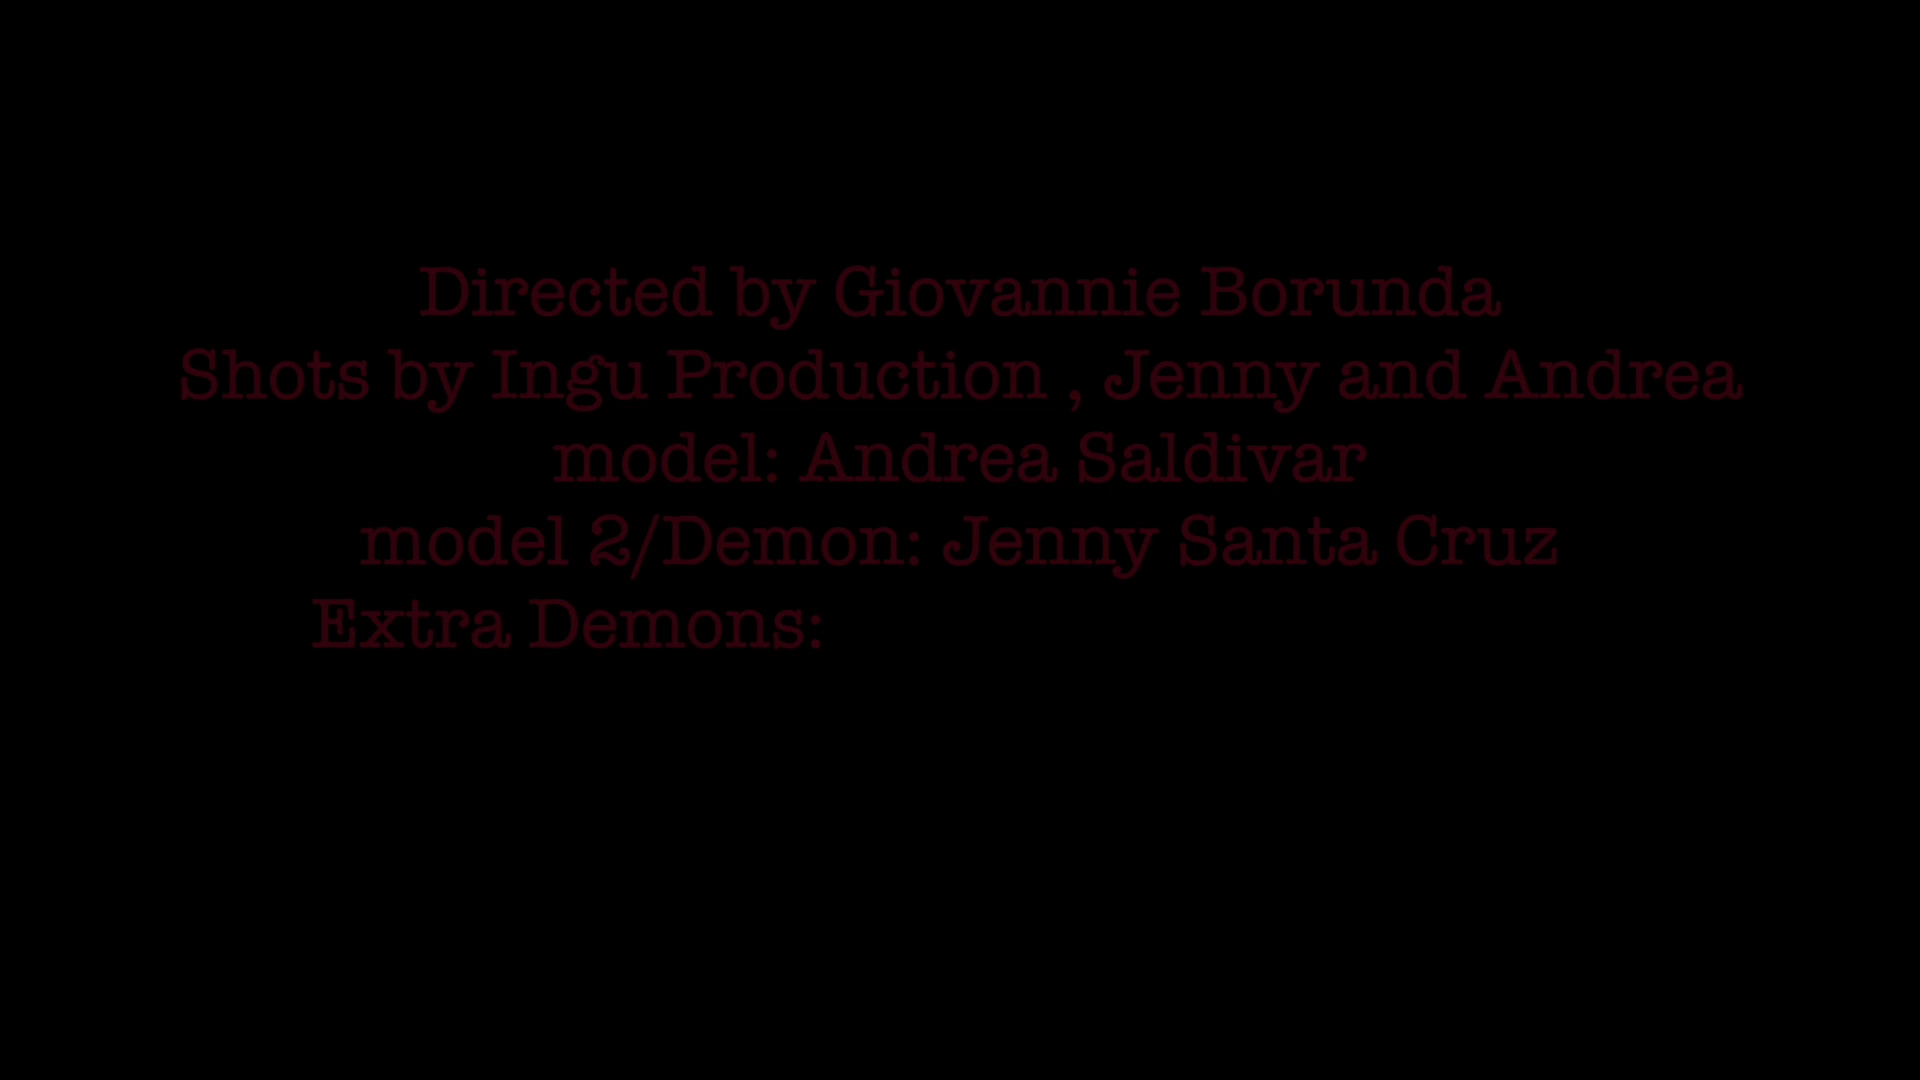 Directed by Giovannie Borunda
Shots by Ingu Production , Jenny and Andrea
model: Andrea Saldivar
model 2/Demon: Jenny Santa Cruz
Extra Demons: